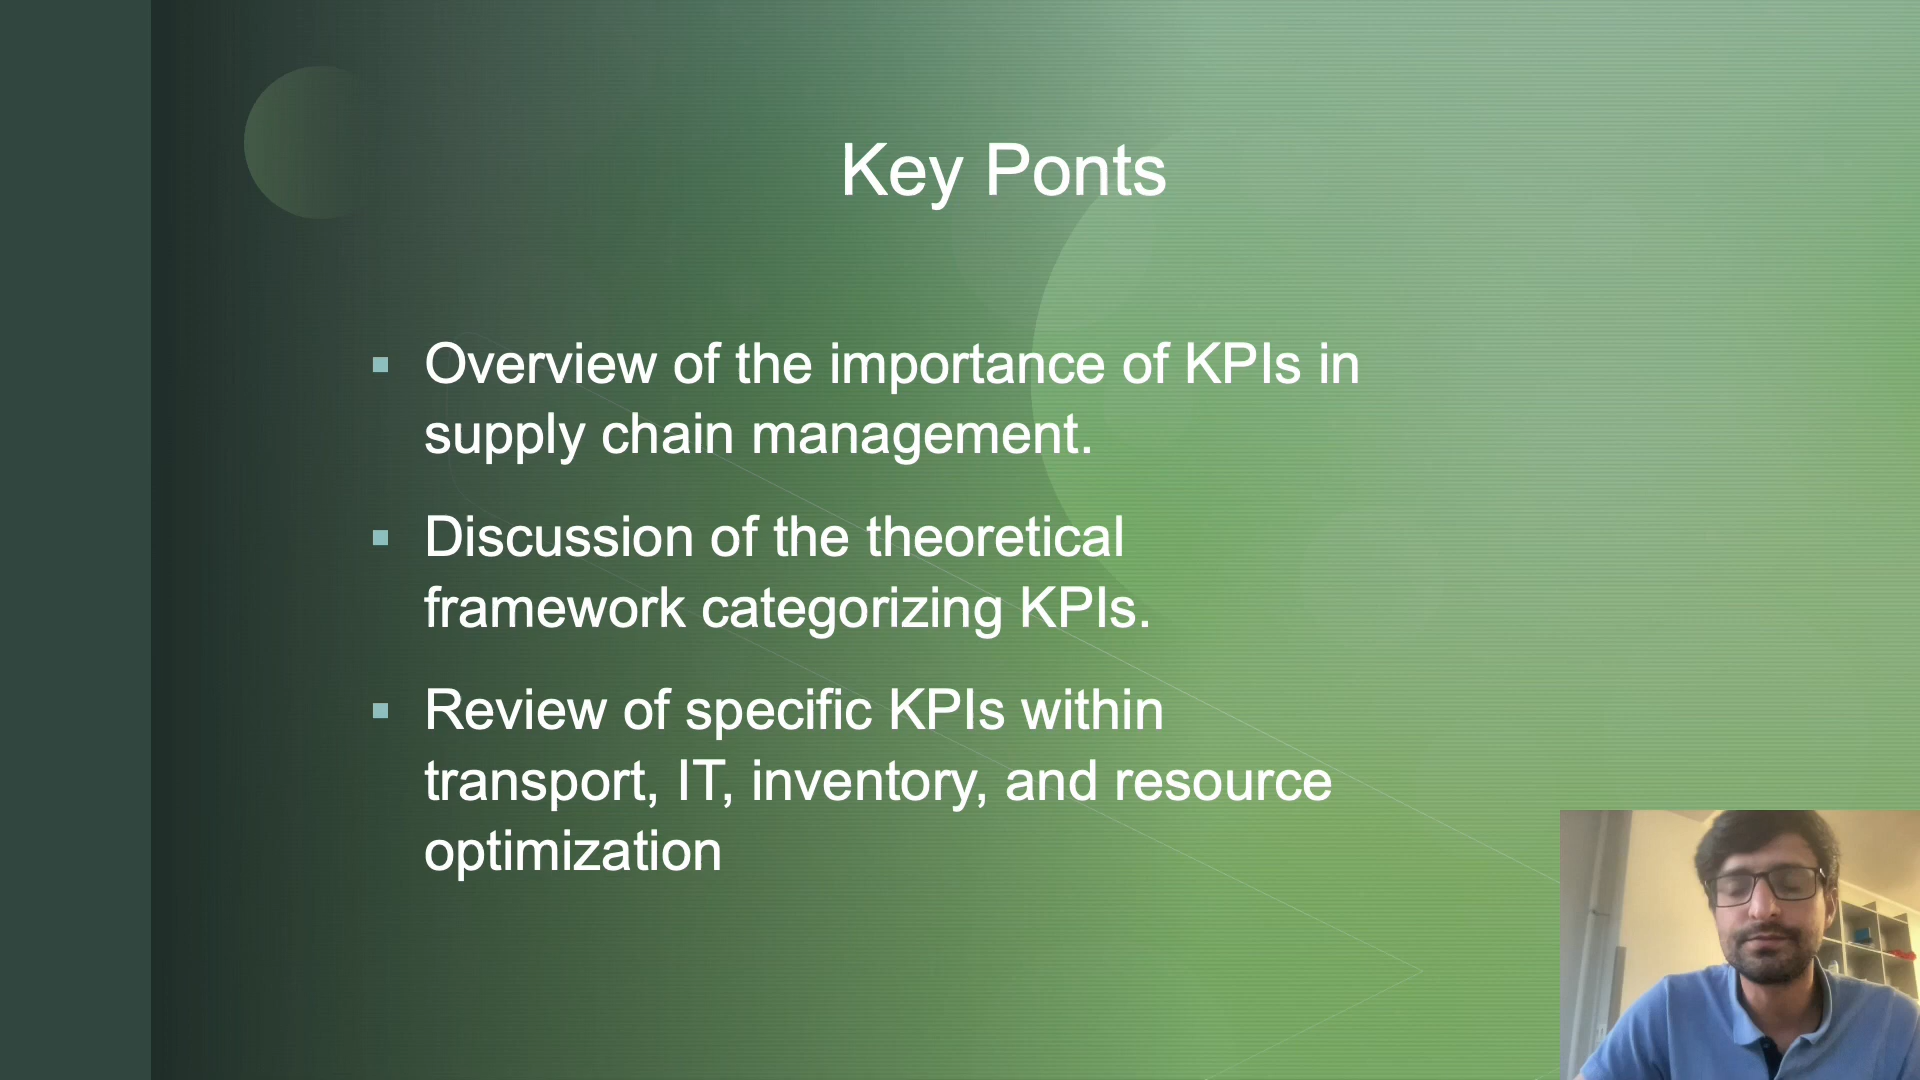 Key Ponts
Overview of the importance of KPIs in
supply chain management.
Discussion of the theoretical
framework categorizing KPIs.
Review of specific KPIs within
transport, IT, inventory, and resource
optimization